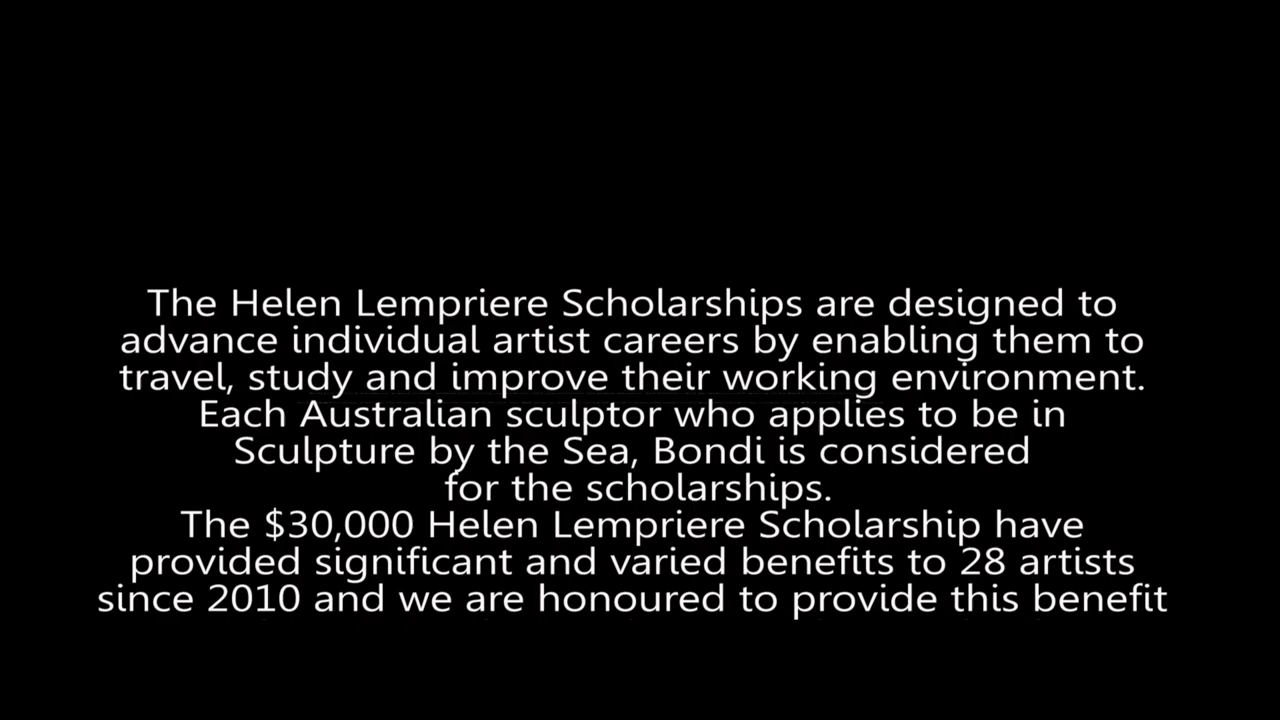 The Helen Lempriere Scholarships are designed to
advance individual artist careers by enabling them to
travel, study and improve their working environment.
Each Australian sculptor who applies to be in
Sculpture by the Sea, Bondi is considered
for the scholarships.
The $30,000 Helen Lempriere Scholarship have
provided significant and varied benefits to 28 artists
since 2010 and we are honoured to provide this benefit